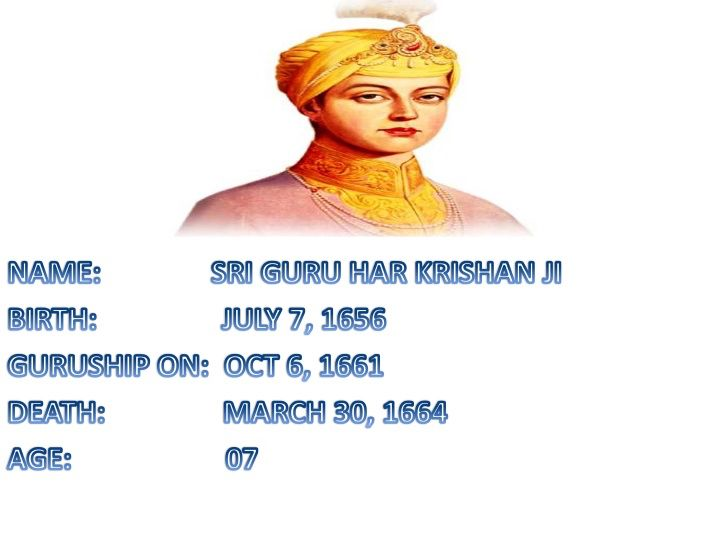 NAME: SRI GURU HAR KRISHAN JI
BIRTH: JULY 7, 1656
GURUSHIP ON: OCT 6, 1661
DEATH: MARCH 30, 1664
AGE: 07